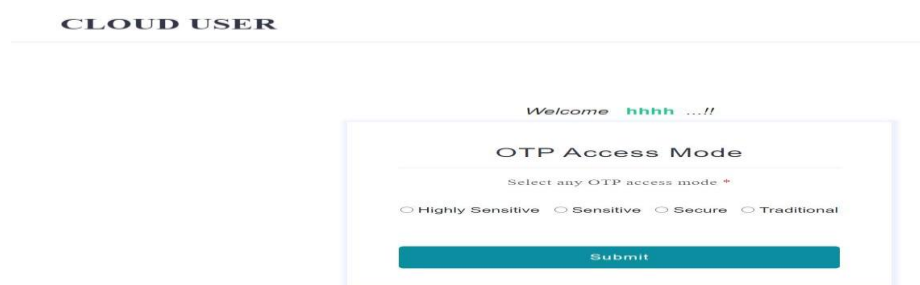 CLOUD USER
Welcome hhhh ...!!
OTP Access Mode
Select any OTP access mode *
Highly Sensitive Sensitive Secure Traditional
Submit